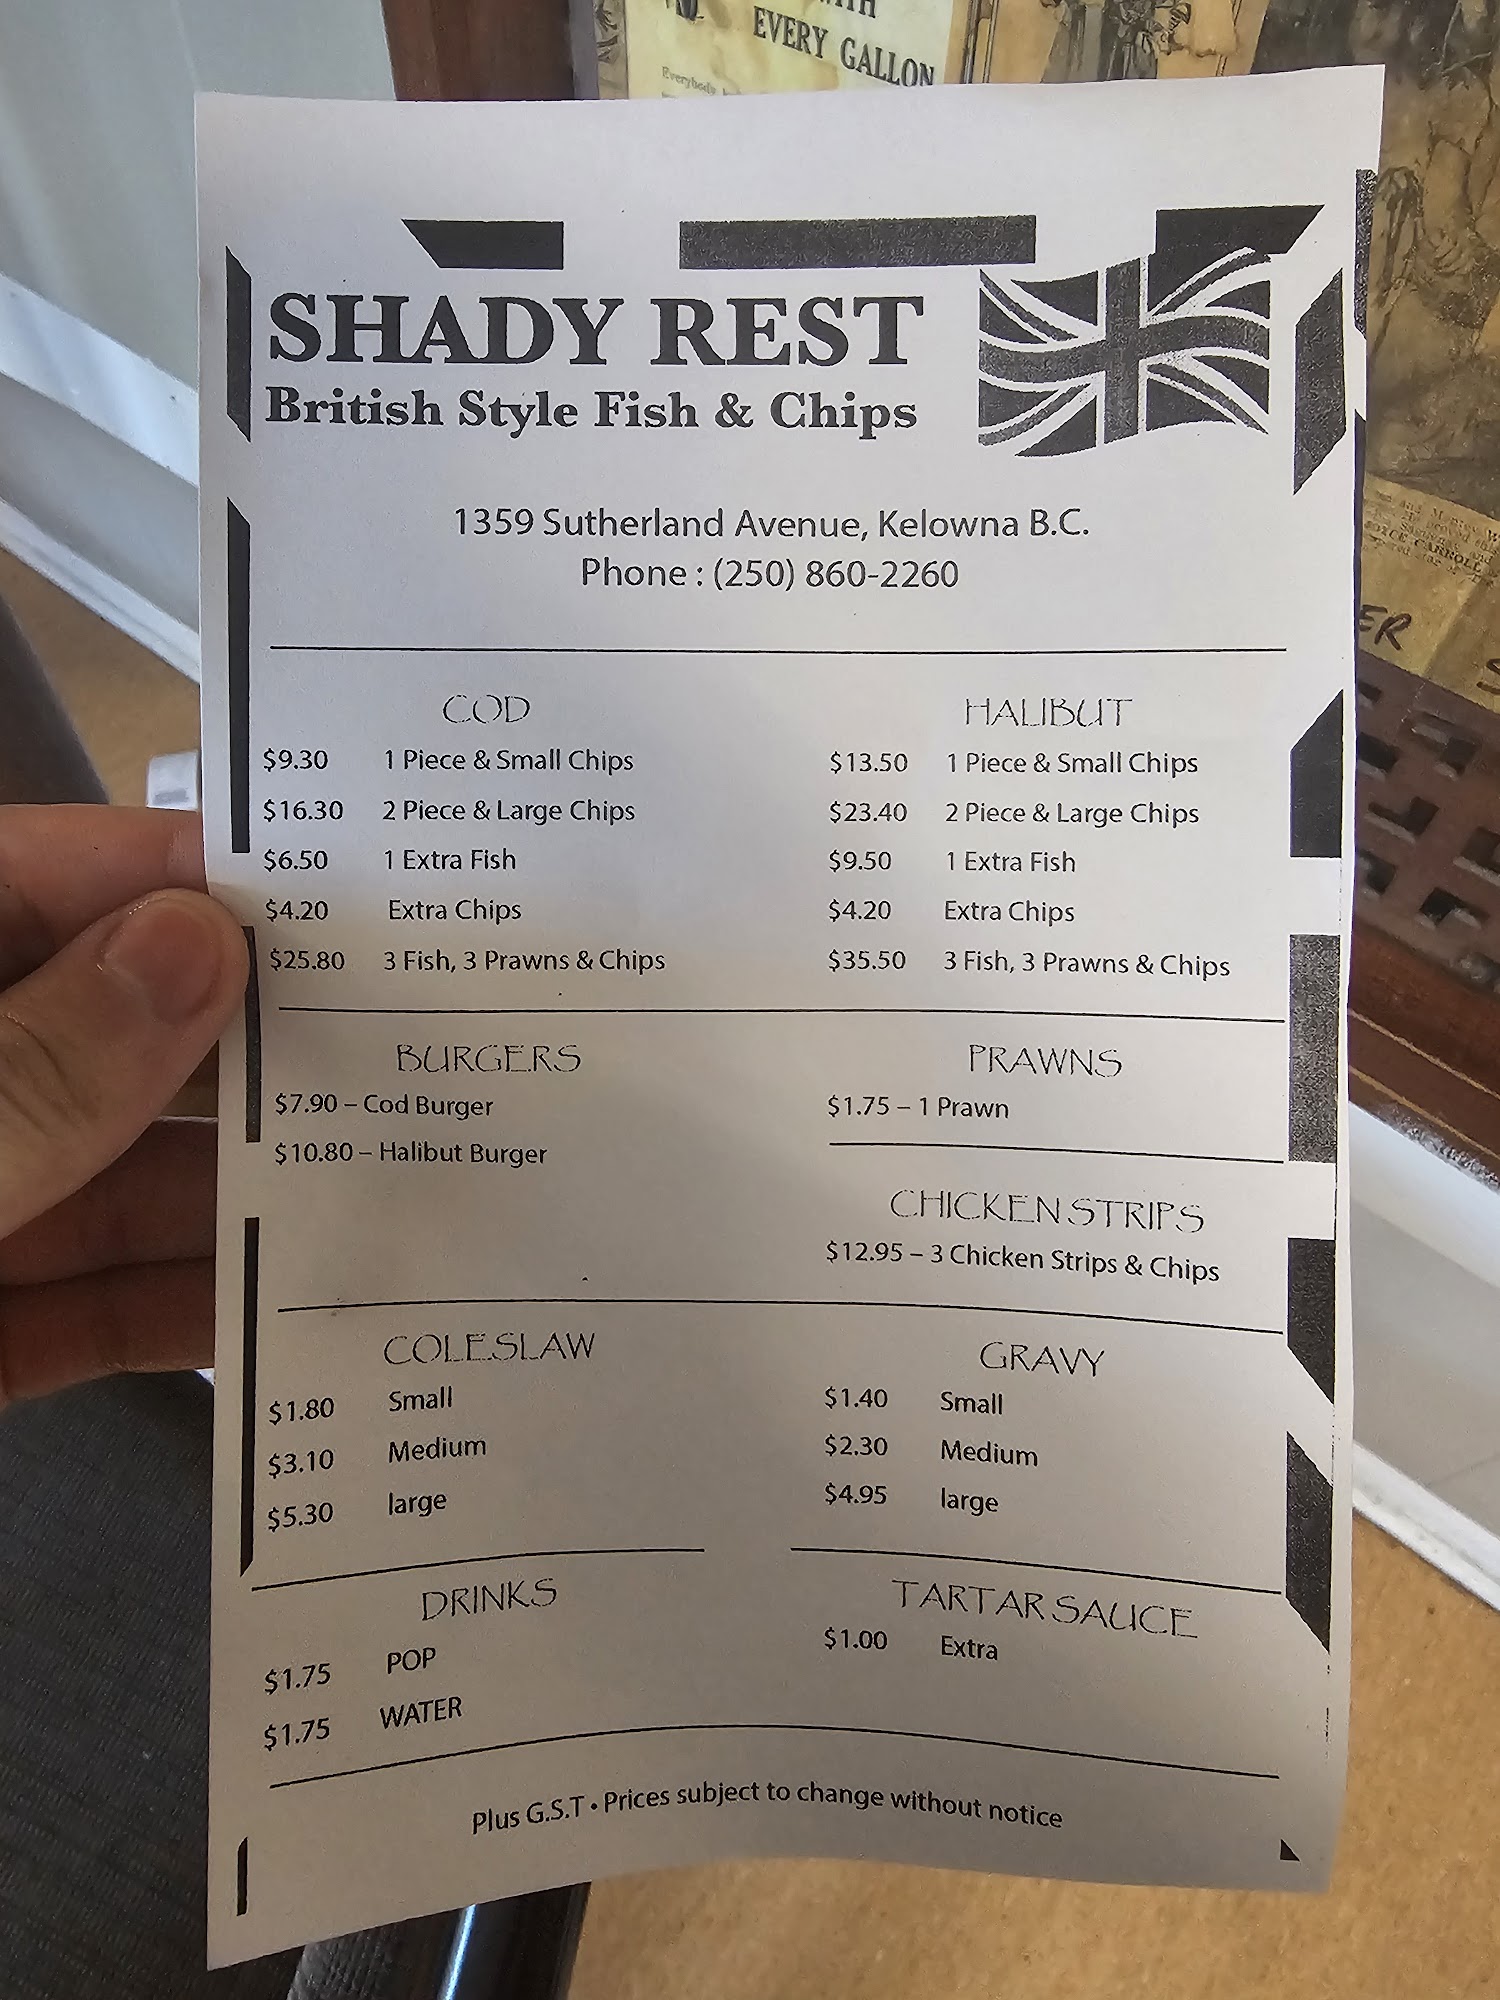 WITH
EVERY GALLON
Everybody
SHADY REST
British Style Fish & Chips
1359 Sutherland Avenue, Kelowna B.C.
Phone : (250) 860-2260
COD
$9.30 1 Piece & Small Chips
$16.30 2 Piece & Large Chips
$6.50 1 Extra Fish
$4.20 Extra Chips
$25.80 3 Fish, 3 Prawns & Chips
HALIBUT
$13.50 1 Piece & Small Chips
$23.40 2 Piece & Large Chips
$9.50 1 Extra Fish
$4.20 Extra Chips
$35.50 3 Fish, 3 Prawns & Chips
BURGERS
$7.90 – Cod Burger
$10.80 – Halibut Burger
PRAWNS
$1.75 – 1 Prawn
CHICKEN STRIPS
$12.95 – 3 Chicken Strips & Chips
COLESLAW
$1.80 Small
$3.10 Medium
$5.30 large
GRAVY
$1.40 Small
$2.30 Medium
$4.95 large
DRINKS
$1.75 POP
$1.75 WATER
TARTAR SAUCE
$1.00 Extra
Plus G.S.T • Prices subject to change without notice
CARROLL
ER